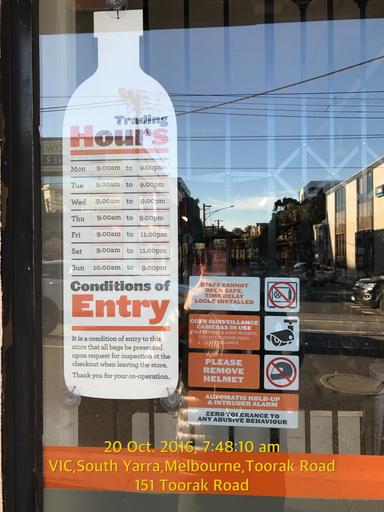 Trading
Hours
Mon 9.00am to 9.00pm
Tue 9.00am to 9.00pm
Wed 9.00am to 9.00pm
Thu 9.00am to 9.00pm
Fri 9.00am to 11.00pm
Sat 9.00am to 11.00pm
Sun 10.00am to 9.00pm
Conditions of
Entry
It is a condition of entry to this
store that all bags be presented
upon request for inspection at the
checkout when leaving the store.
Thank you for your co-operation.
STAFF CANNOT
OPEN SAFE,
TIME DELAY
LOCK INSTALLED
CCTV SURVEILLANCE
CAMERAS IN USE
PLEASE
REMOVE
HELMET
AUTOMATIC HOLD-UP
& INTRUDER ALARM
ZERO TOLERANCE TO
ANY ABUSIVE BEHAVIOUR
20 Oct. 2016, 7:48:10 am
VIC,South Yarra,Melbourne,Toorak Road
151 Toorak Road